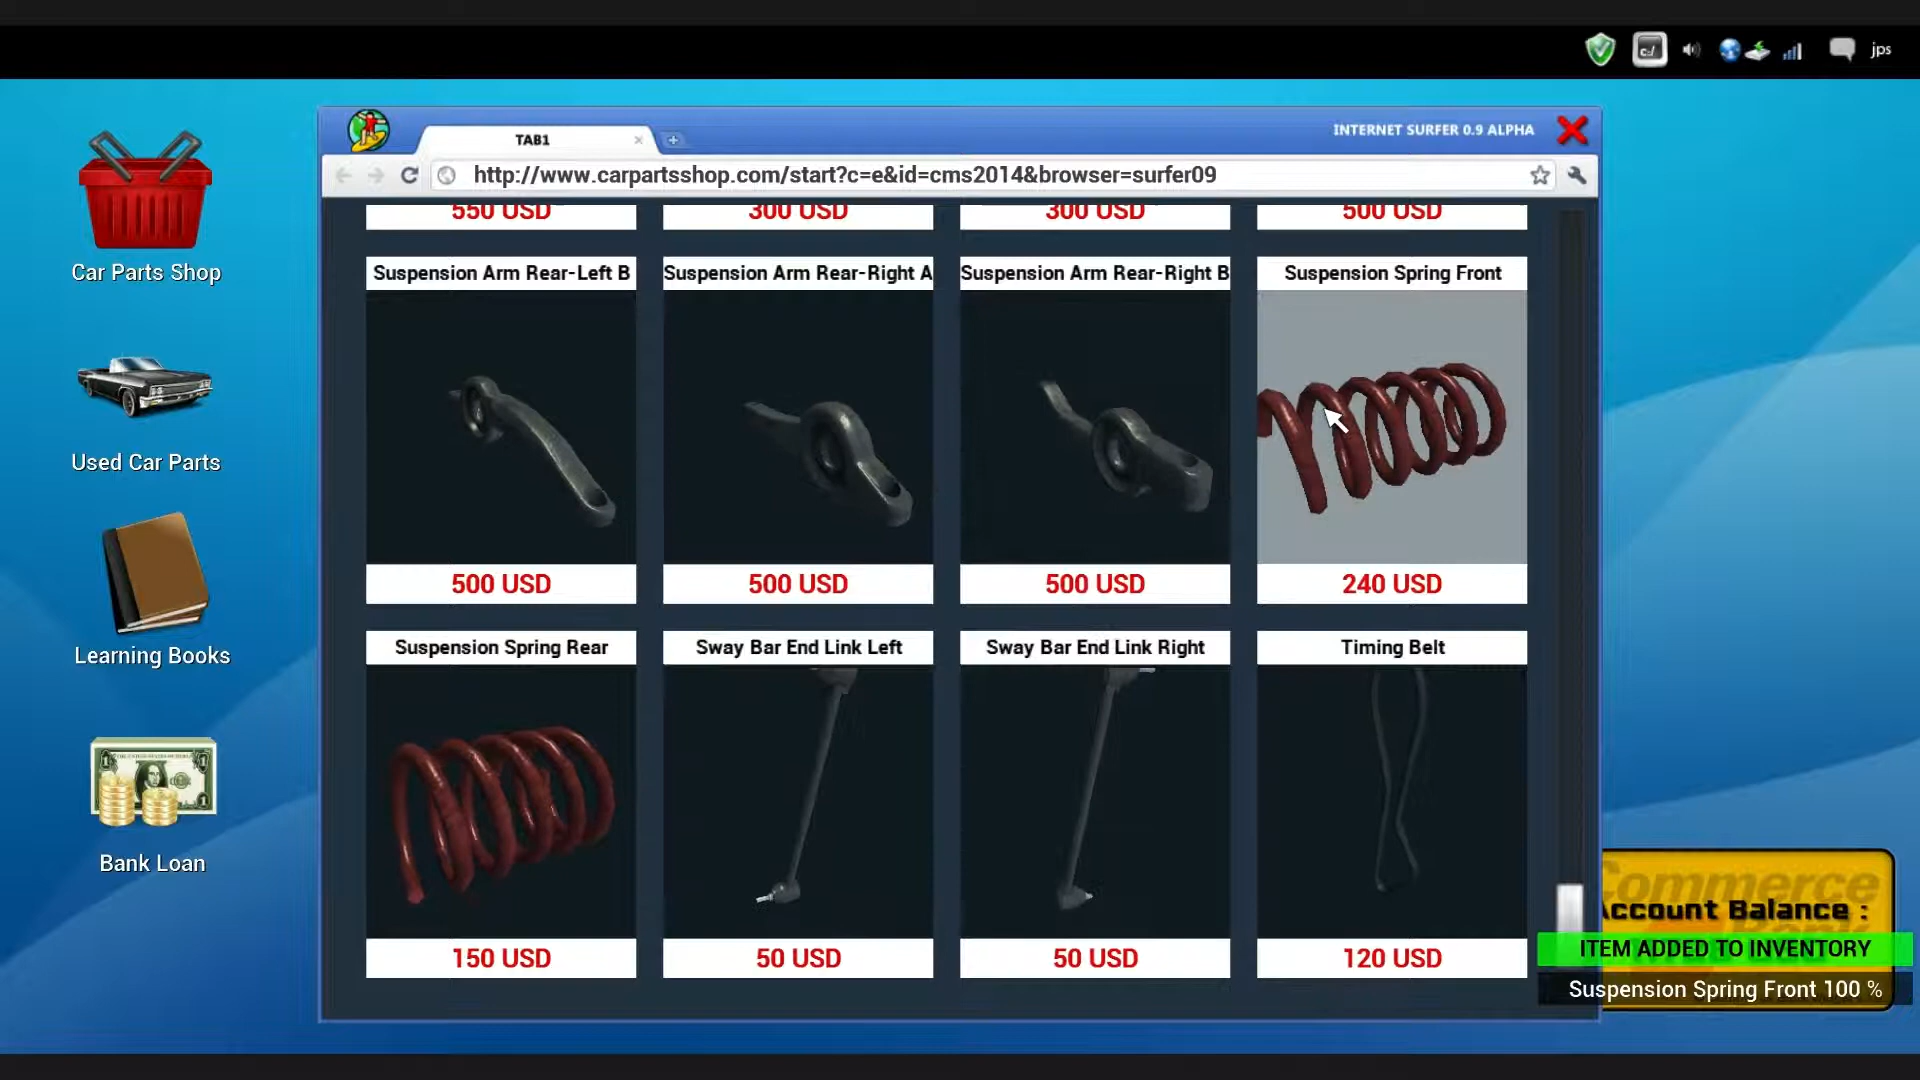 jps
TAB1
INTERNET SURFER 0.9 ALPHA
http://www.carpartsshop.com/start?c=e&id=cms2014&browser=surfer09
Car Parts Shop
Used Car Parts
Learning Books
Bank Loan
550 USD
300 USD
300 USD
500 USD
Suspension Arm Rear-Left B
Suspension Arm Rear-Right A
Suspension Arm Rear-Right B
Suspension Spring Front
500 USD
500 USD
500 USD
240 USD
Suspension Spring Rear
Sway Bar End Link Left
Sway Bar End Link Right
Timing Belt
150 USD
50 USD
50 USD
120 USD
Commerce
Account Balance :
ITEM ADDED TO INVENTORY
Suspension Spring Front 100 %